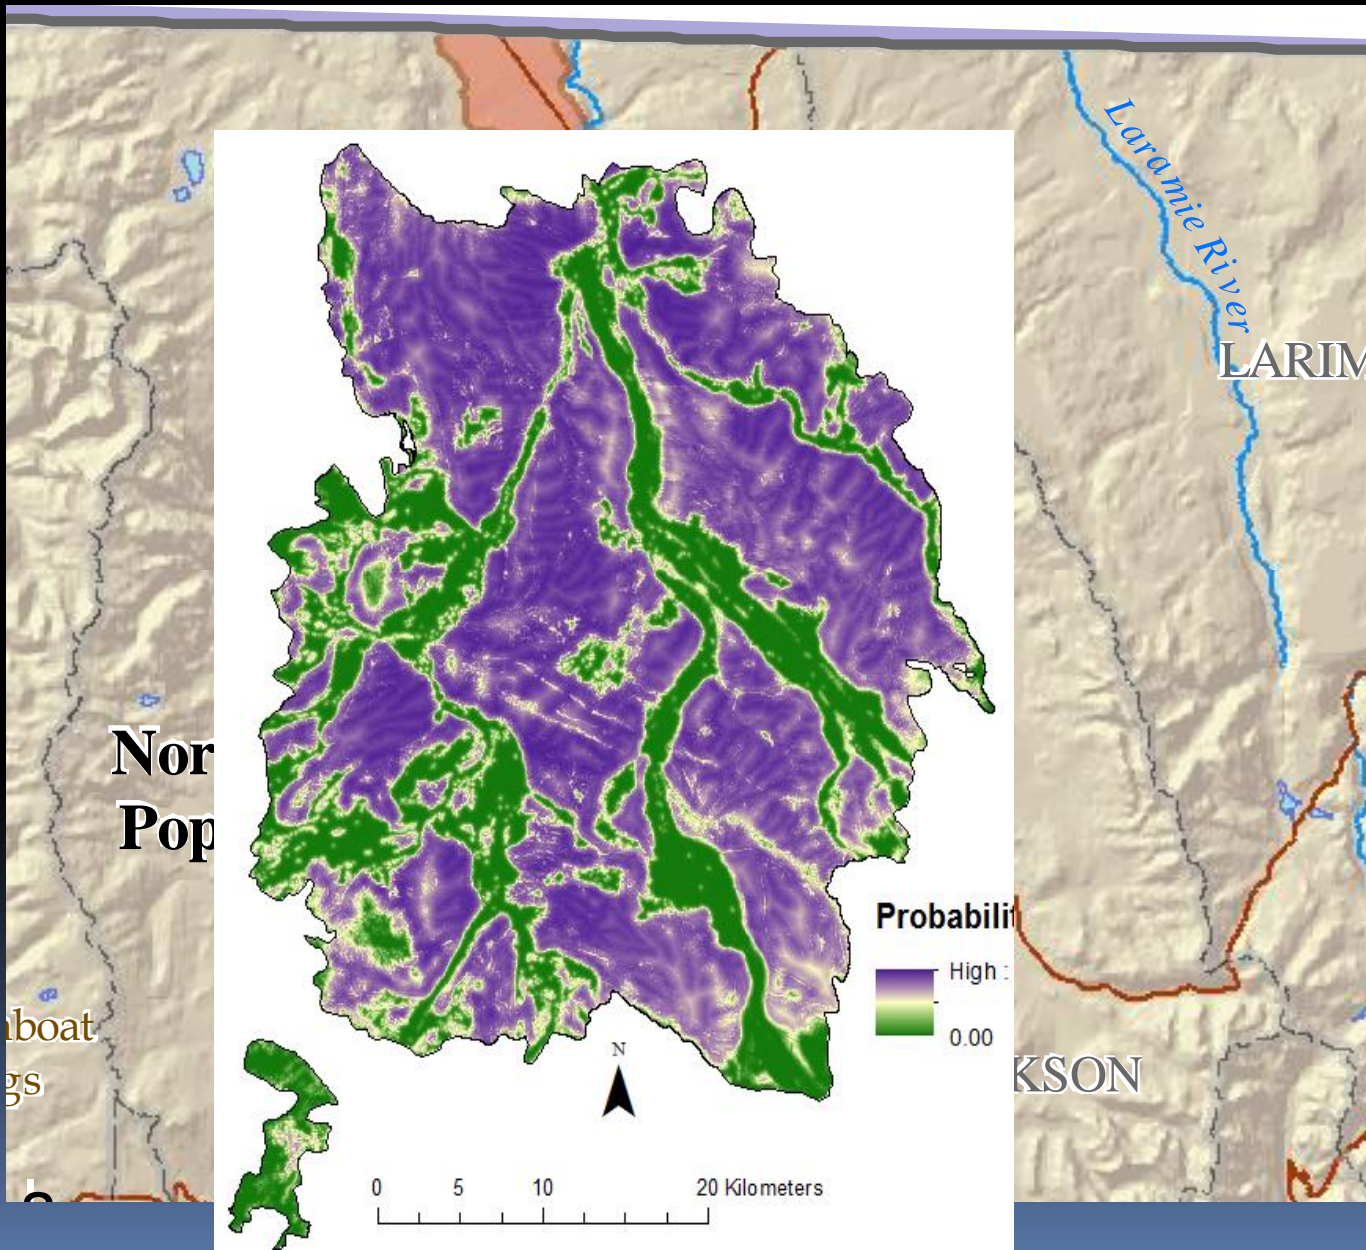 Laramie River
LARIM
Nor
Pop
Probabilit
High :
0.00
boat
gs
N
KSON
0 5 10 20 Kilometers